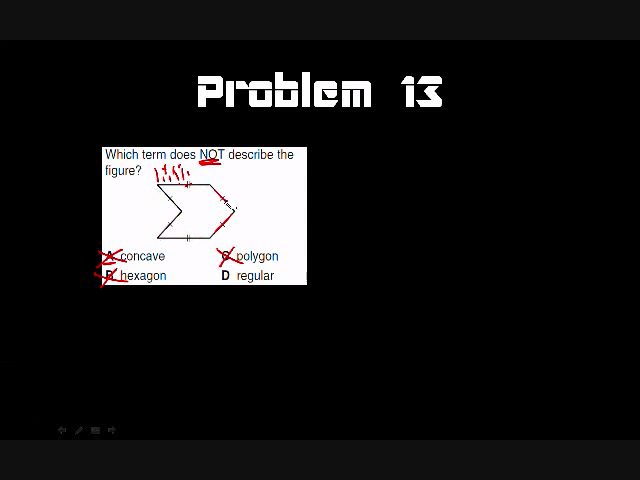 Problem 13
Which term does NOT describe the
figure?
A concave
C polygon
B hexagon
D regular